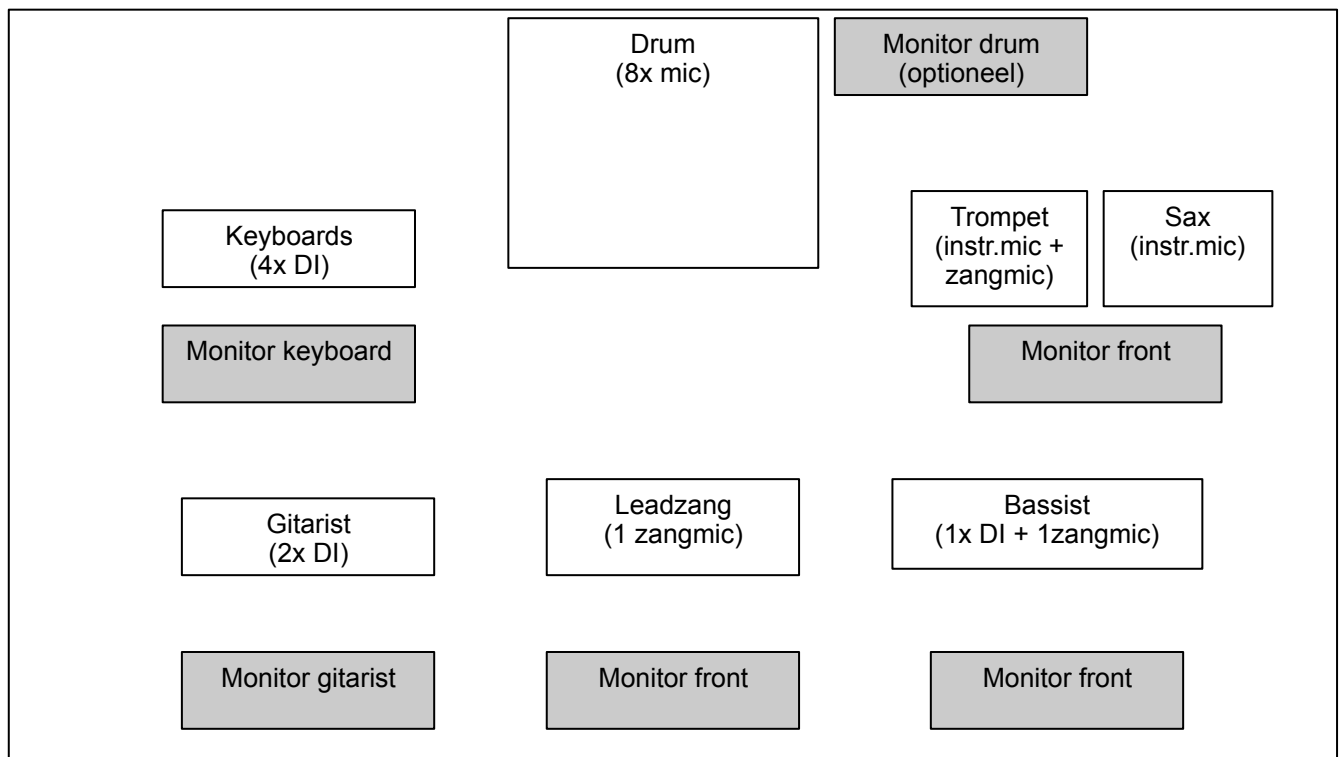 Drum
(8x mic)
Monitor drum
(optioneel)
Keyboards
(4x DI)
Trompet
(instr.mic +
zangmic)
Sax
(instr.mic)
Monitor keyboard
Monitor front
Gitarist
(2x DI)
Leadzang
(1 zangmic)
Bassist
(1x DI + 1zangmic)
Monitor gitarist
Monitor front
Monitor front